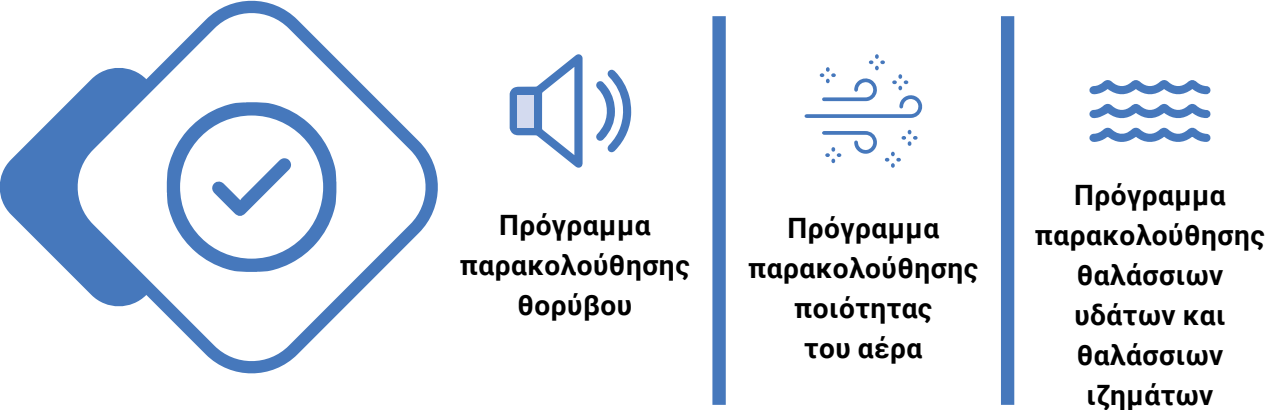 Πρόγραμμα
παρακολούθησης
θορύβου
Πρόγραμμα
παρακολούθησης
ποιότητας
του αέρα
Πρόγραμμα
παρακολούθησης
θαλάσσιων
υδάτων και
θαλάσσιων
ιζημάτων